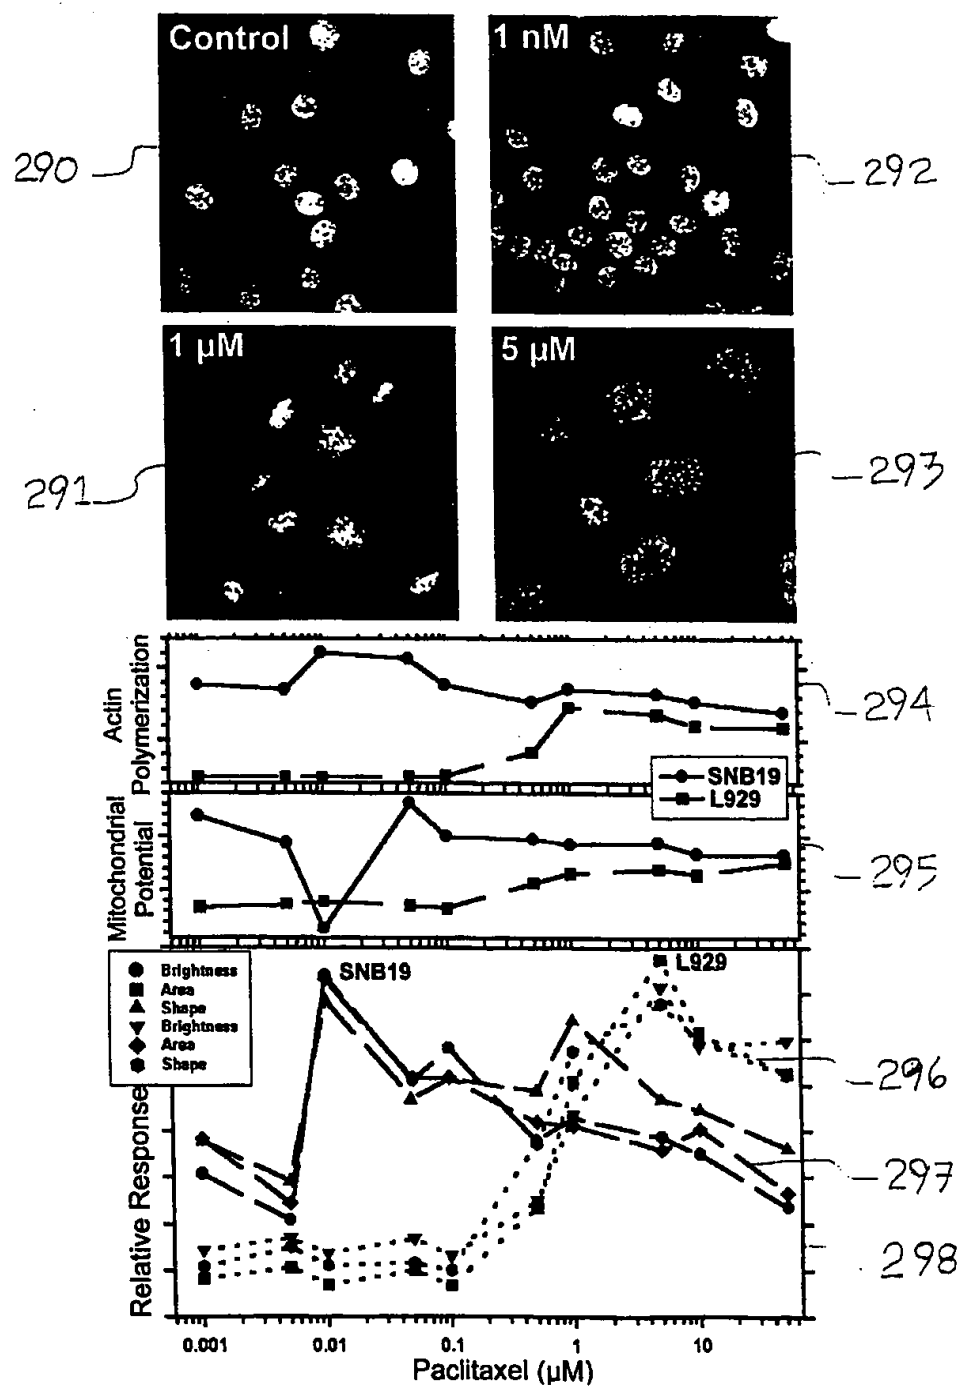 Control
1 nM
290
292
1 µM
5 µM
291
293
Actin
Polymerization
294
SNB19
L929
Mitochondrial
Potential
295
SNB19
L929
Brightness
Area
Shape
Brightness
Area
Shape
296
297
298
Relative Response
0.001 0.01 0.1 1 10
Paclitaxel (µM)